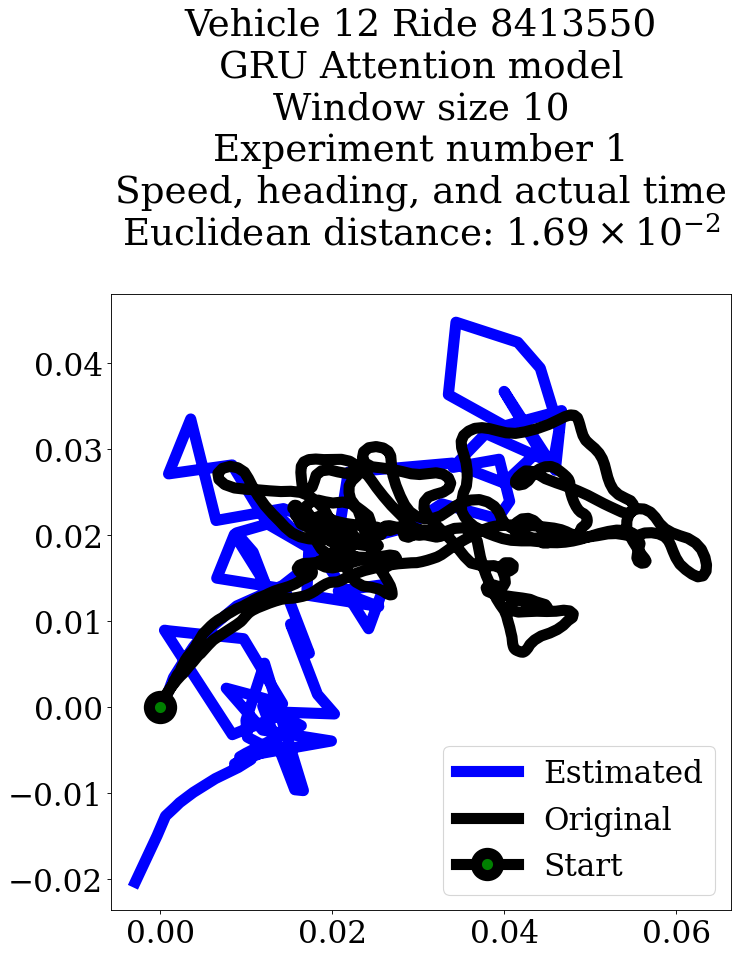 Vehicle 12 Ride 8413550
GRU Attention model
Window size 10
Experiment number 1
Speed, heading, and actual time
Euclidean distance: 1.69 × 10⁻²
0.04
0.03
0.02
0.01
0.00
−0.01
−0.02
Estimated
Original
Start
0.00 0.02 0.04 0.06